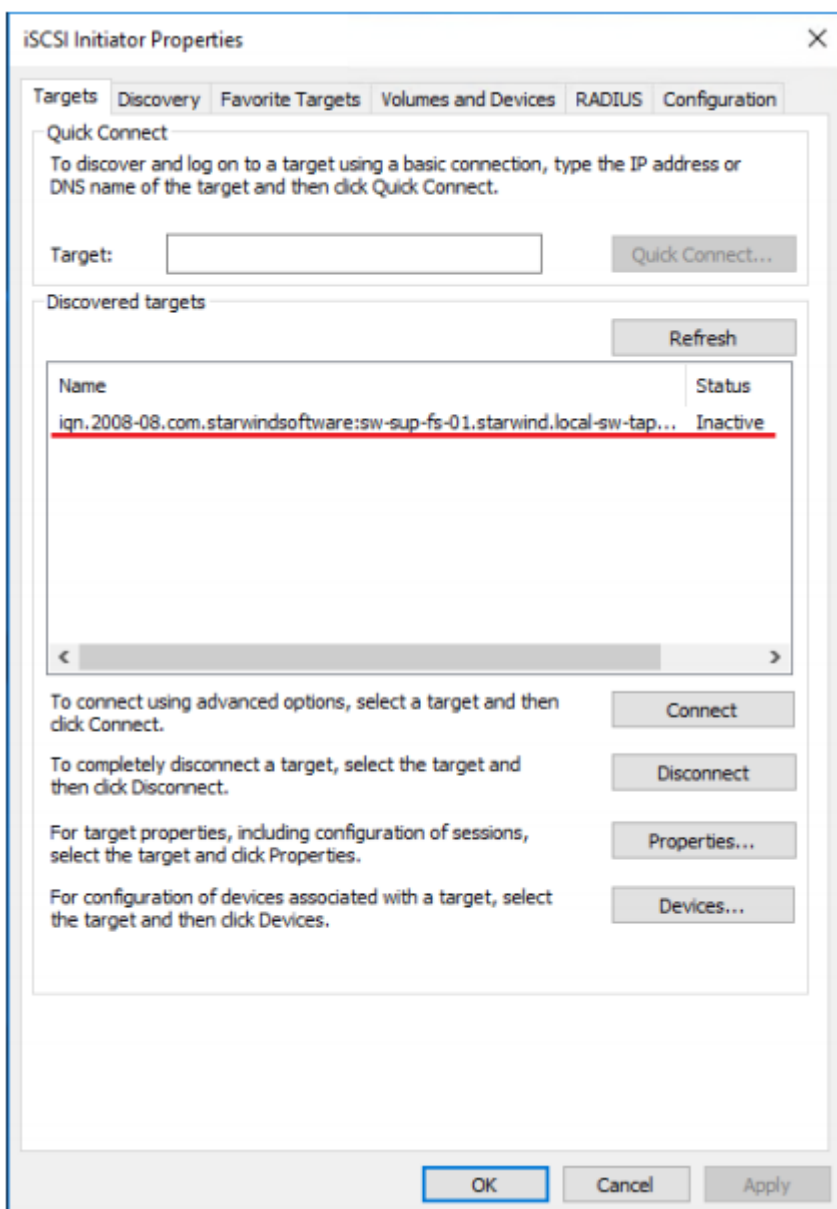 iSCSI Initiator Properties
Targets Discovery Favorite Targets Volumes and Devices RADIUS Configuration
Quick Connect
To discover and log on to a target using a basic connection, type the IP address or
DNS name of the target and then click Quick Connect.
Target: Quick Connect...
Discovered targets
Refresh
Name Status
iqn.2008-08.com.starwindsoftware:sw-sup-fs-01.starwind.local-sw-tap... Inactive
To connect using advanced options, select a target and then
click Connect.
Connect
To completely disconnect a target, select the target and
then click Disconnect.
Disconnect
For target properties, including configuration of sessions,
select the target and click Properties.
Properties...
For configuration of devices associated with a target, select
the target and then click Devices.
Devices...
OK Cancel Apply